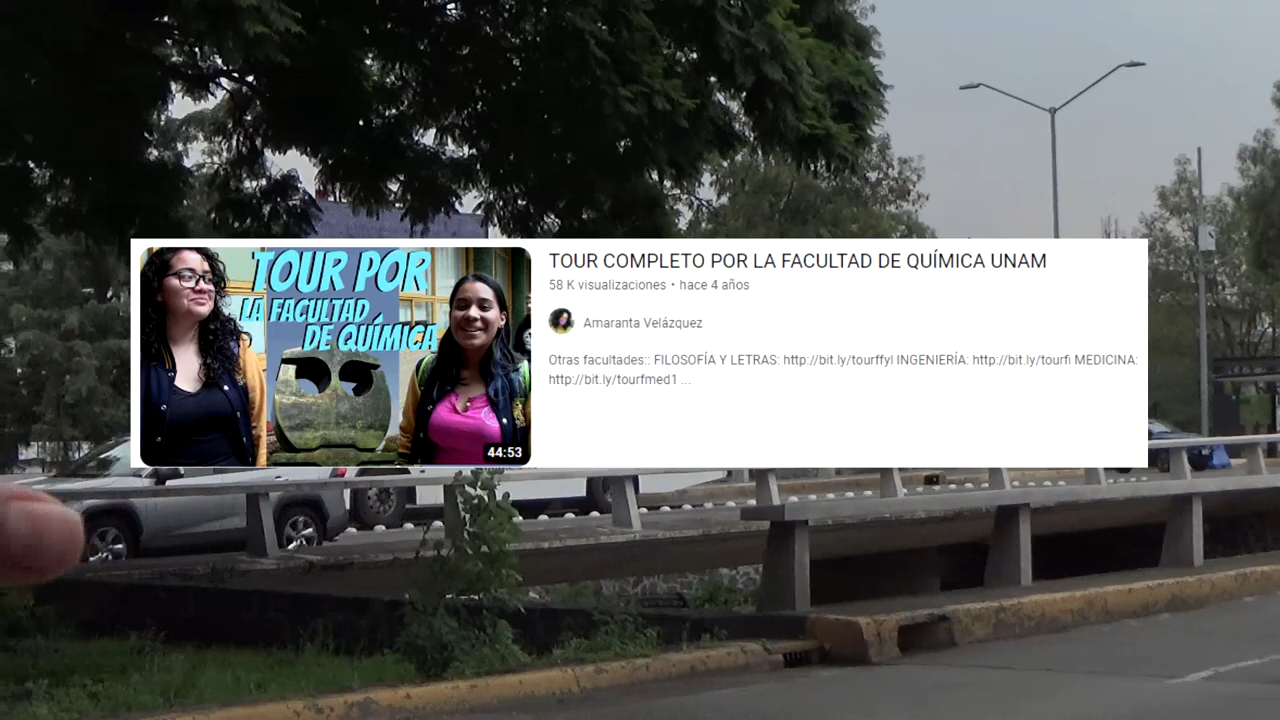 TOUR POR
LA FACULTAD
DE QUÍMICA
44:53
TOUR COMPLETO POR LA FACULTAD DE QUÍMICA UNAM
58 K visualizaciones • hace 4 años
Amaranta Velázquez
Otras facultades:: FILOSOFÍA Y LETRAS: http://bit.ly/tourffyl INGENIERÍA: http://bit.ly/tourfi MEDICINA:
http://bit.ly/tourfmed1 ...